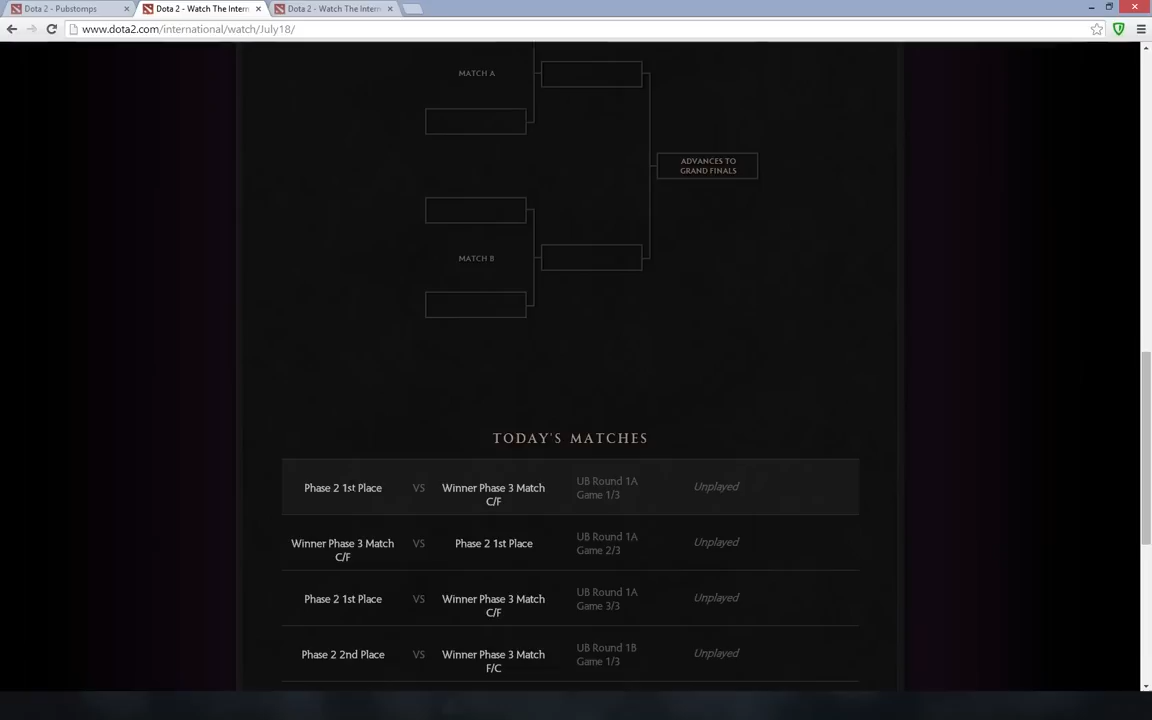 Dota 2 - Pubstomps
Dota 2 - Watch The Intern
Dota 2 - Watch The Intern
www.dota2.com/international/watch/July18/
MATCH A
ADVANCES TO
GRAND FINALS
MATCH B
TODAY'S MATCHES
Phase 2 1st Place VS Winner Phase 3 Match C/F UB Round 1A Game 1/3 Unplayed
Winner Phase 3 Match C/F VS Phase 2 1st Place UB Round 1A Game 2/3 Unplayed
Phase 2 1st Place VS Winner Phase 3 Match C/F UB Round 1A Game 3/3 Unplayed
Phase 2 2nd Place VS Winner Phase 3 Match F/C UB Round 1B Game 1/3 Unplayed